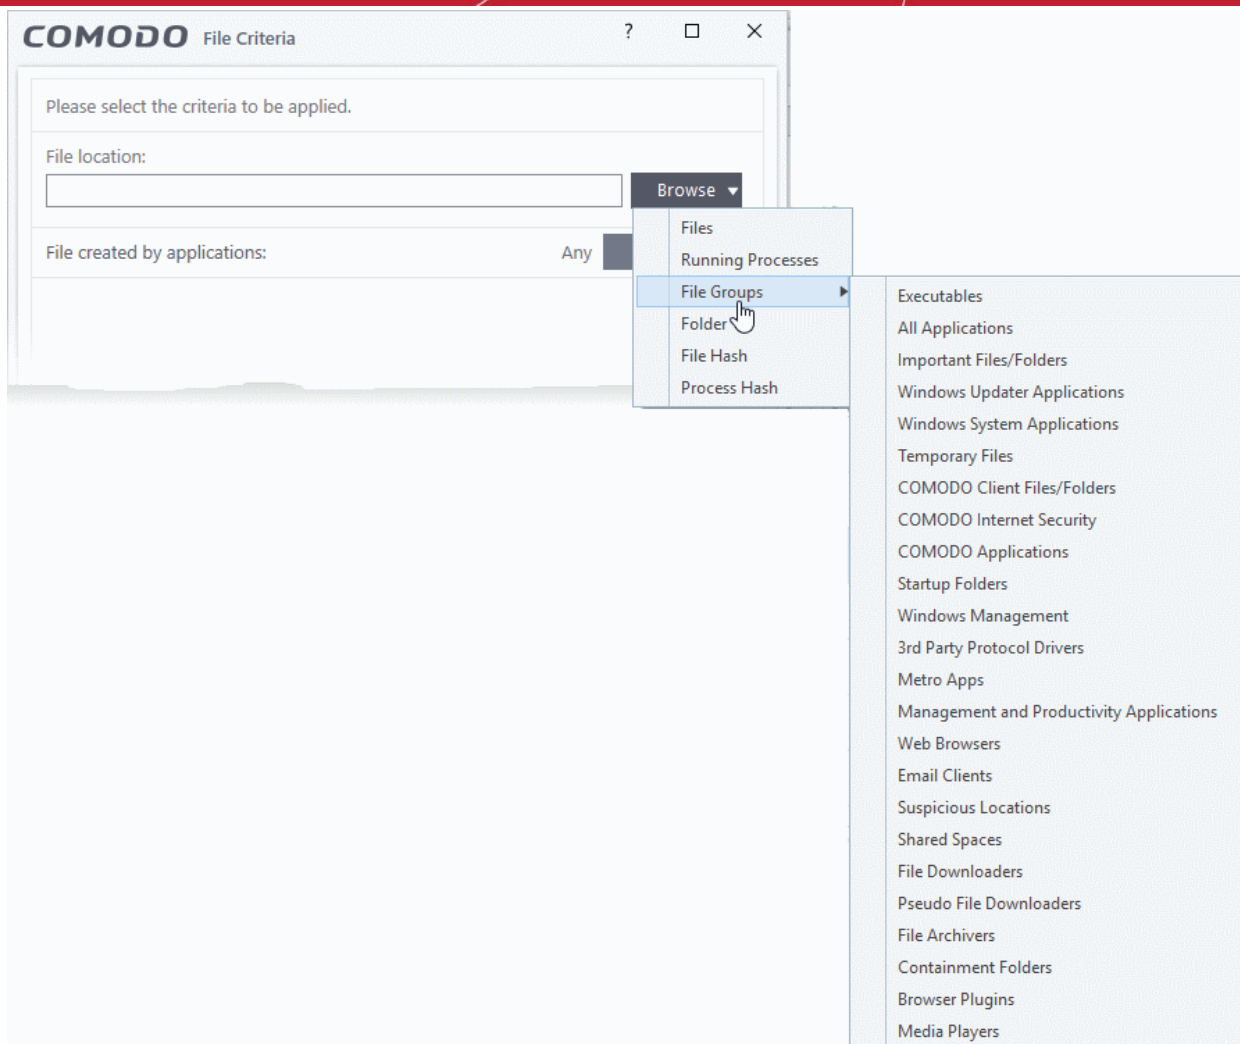 COMODO File Criteria
?
Please select the criteria to be applied.
File location:
Browse
File created by applications: Any
Files
Running Processes
File Groups
Folder
File Hash
Process Hash
Executables
All Applications
Important Files/Folders
Windows Updater Applications
Windows System Applications
Temporary Files
COMODO Client Files/Folders
COMODO Internet Security
COMODO Applications
Startup Folders
Windows Management
3rd Party Protocol Drivers
Metro Apps
Management and Productivity Applications
Web Browsers
Email Clients
Suspicious Locations
Shared Spaces
File Downloaders
Pseudo File Downloaders
File Archivers
Containment Folders
Browser Plugins
Media Players